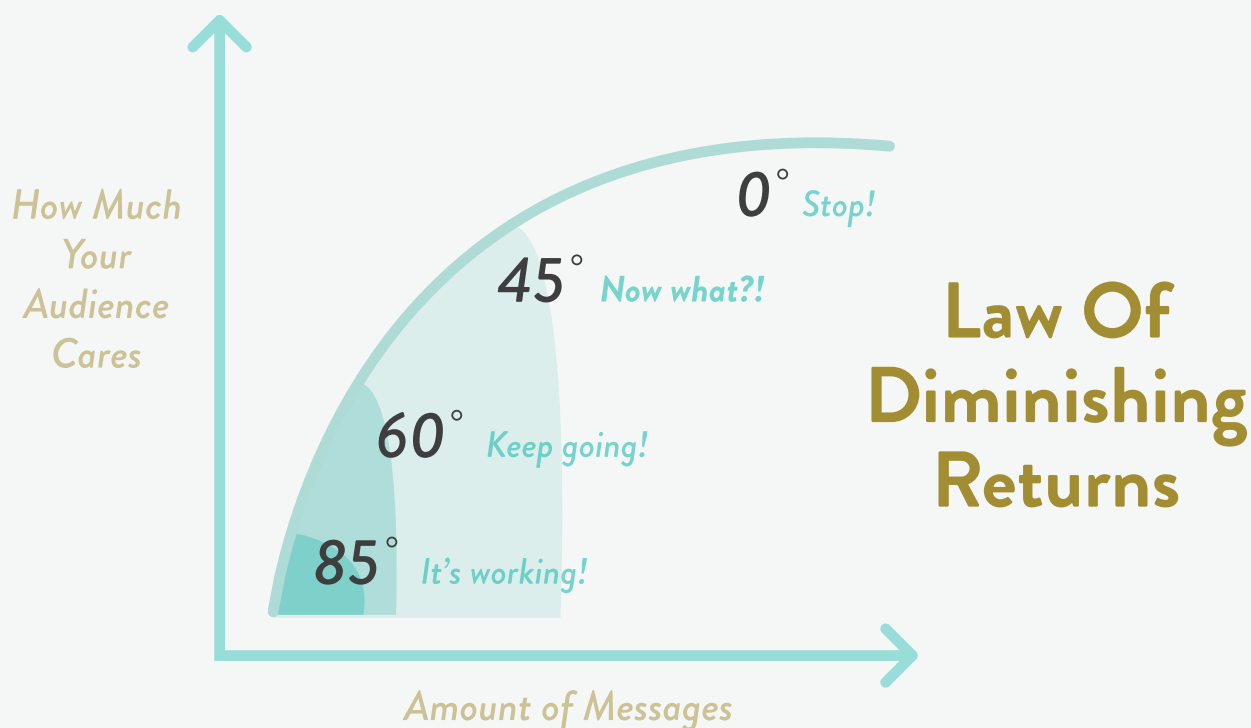 How Much
Your
Audience
Cares
0° Stop!
45° Now what?!
60° Keep going!
85° It's working!
Amount of Messages
Law Of
Diminishing
Returns